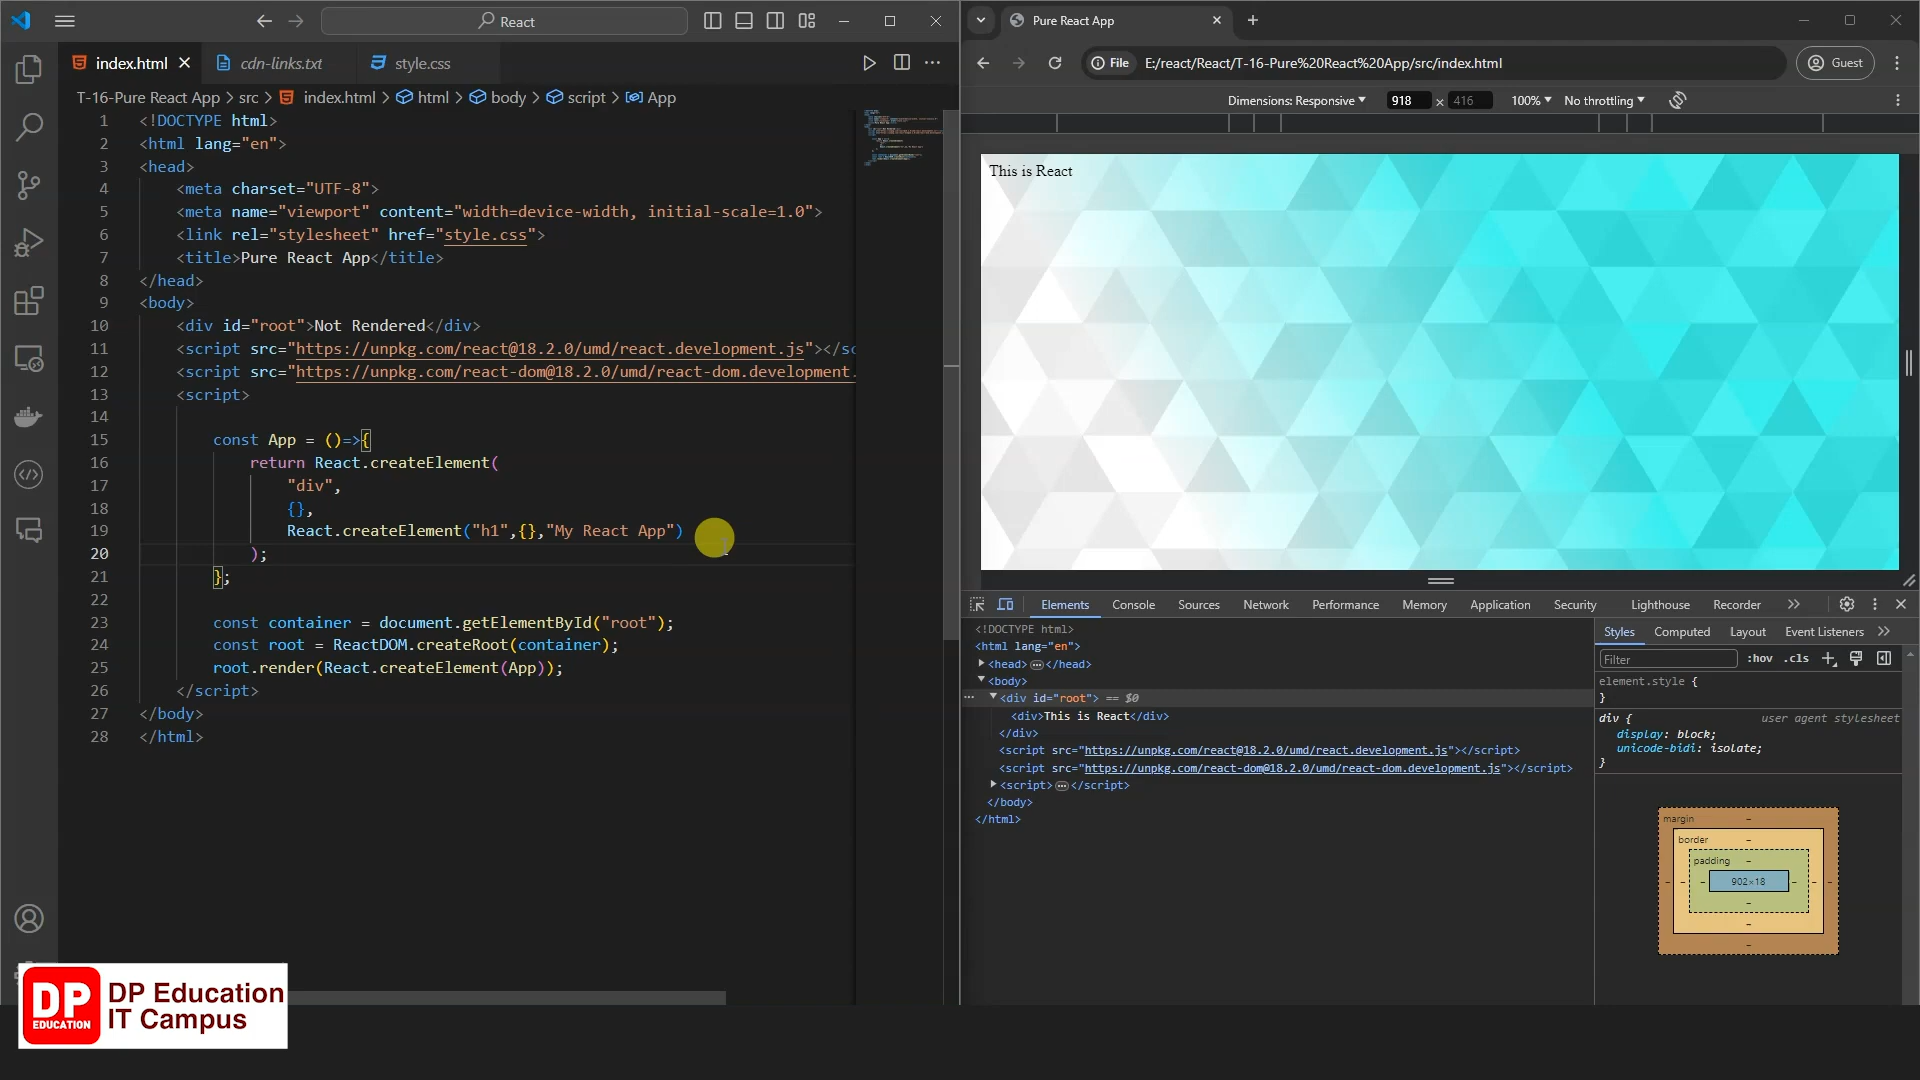 React
index.html
cdn-links.txt
style.css
T-16-Pure React App > src > index.html > html > body > script > App
1 <!DOCTYPE html>
2 <html lang="en">
3 <head>
4 <meta charset="UTF-8">
5 <meta name="viewport" content="width=device-width, initial-scale=1.0">
6 <link rel="stylesheet" href="style.css">
7 <title>Pure React App</title>
8 </head>
9 <body>
10 <div id="root">Not Rendered</div>
11 <script src="https://unpkg.com/react@18.2.0/umd/react.development.js"></sc
12 <script src="https://unpkg.com/react-dom@18.2.0/umd/react-dom.development.
13 <script>
14
15 const App = ()=>{
16 return React.createElement(
17 "div",
18 {},
19 React.createElement("h1",{},"My React App")
20 );
21 };
22
23 const container = document.getElementById("root");
24 const root = ReactDOM.createRoot(container);
25 root.render(React.createElement(App));
26 </script>
27 </body>
28 </html>
DP EDUCATION
DP Education
IT Campus
Pure React App
File E:/react/React/T-16-Pure%20React%20App/src/index.html
Guest
Dimensions: Responsive 918 × 416 100% No throttling
This is React
Elements Console Sources Network Performance Memory Application Security Lighthouse Recorder
<!DOCTYPE html>
<html lang="en">
<head> </head>
<body>
<div id="root"> == $0
<div>This is React</div>
</div>
<script src="https://unpkg.com/react@18.2.0/umd/react.development.js"></script>
<script src="https://unpkg.com/react-dom@18.2.0/umd/react-dom.development.js"></script>
<script> </script>
</body>
</html>
Styles Computed Layout Event Listeners
Filter :hov .cls
element.style {
}
div { user agent stylesheet
display: block;
unicode-bidi: isolate;
}
margin
border
padding
902×18